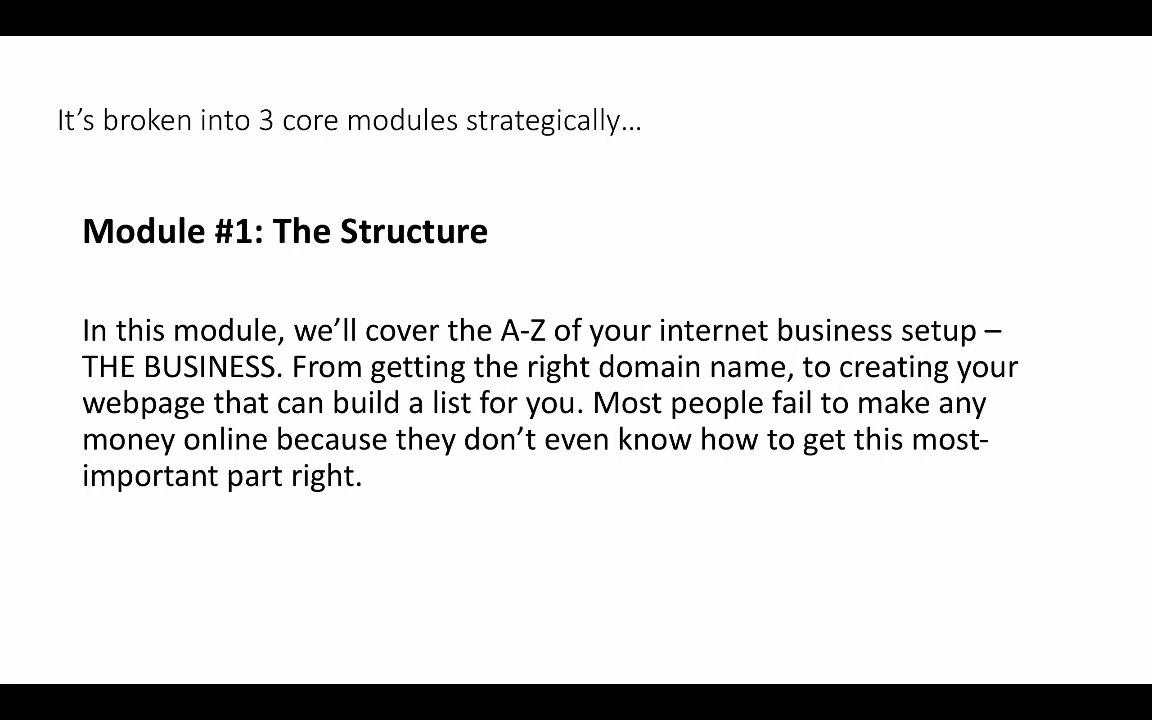 It’s broken into 3 core modules strategically…
Module #1: The Structure
In this module, we’ll cover the A-Z of your internet business setup –
THE BUSINESS. From getting the right domain name, to creating your
webpage that can build a list for you. Most people fail to make any
money online because they don’t even know how to get this most-
important part right.